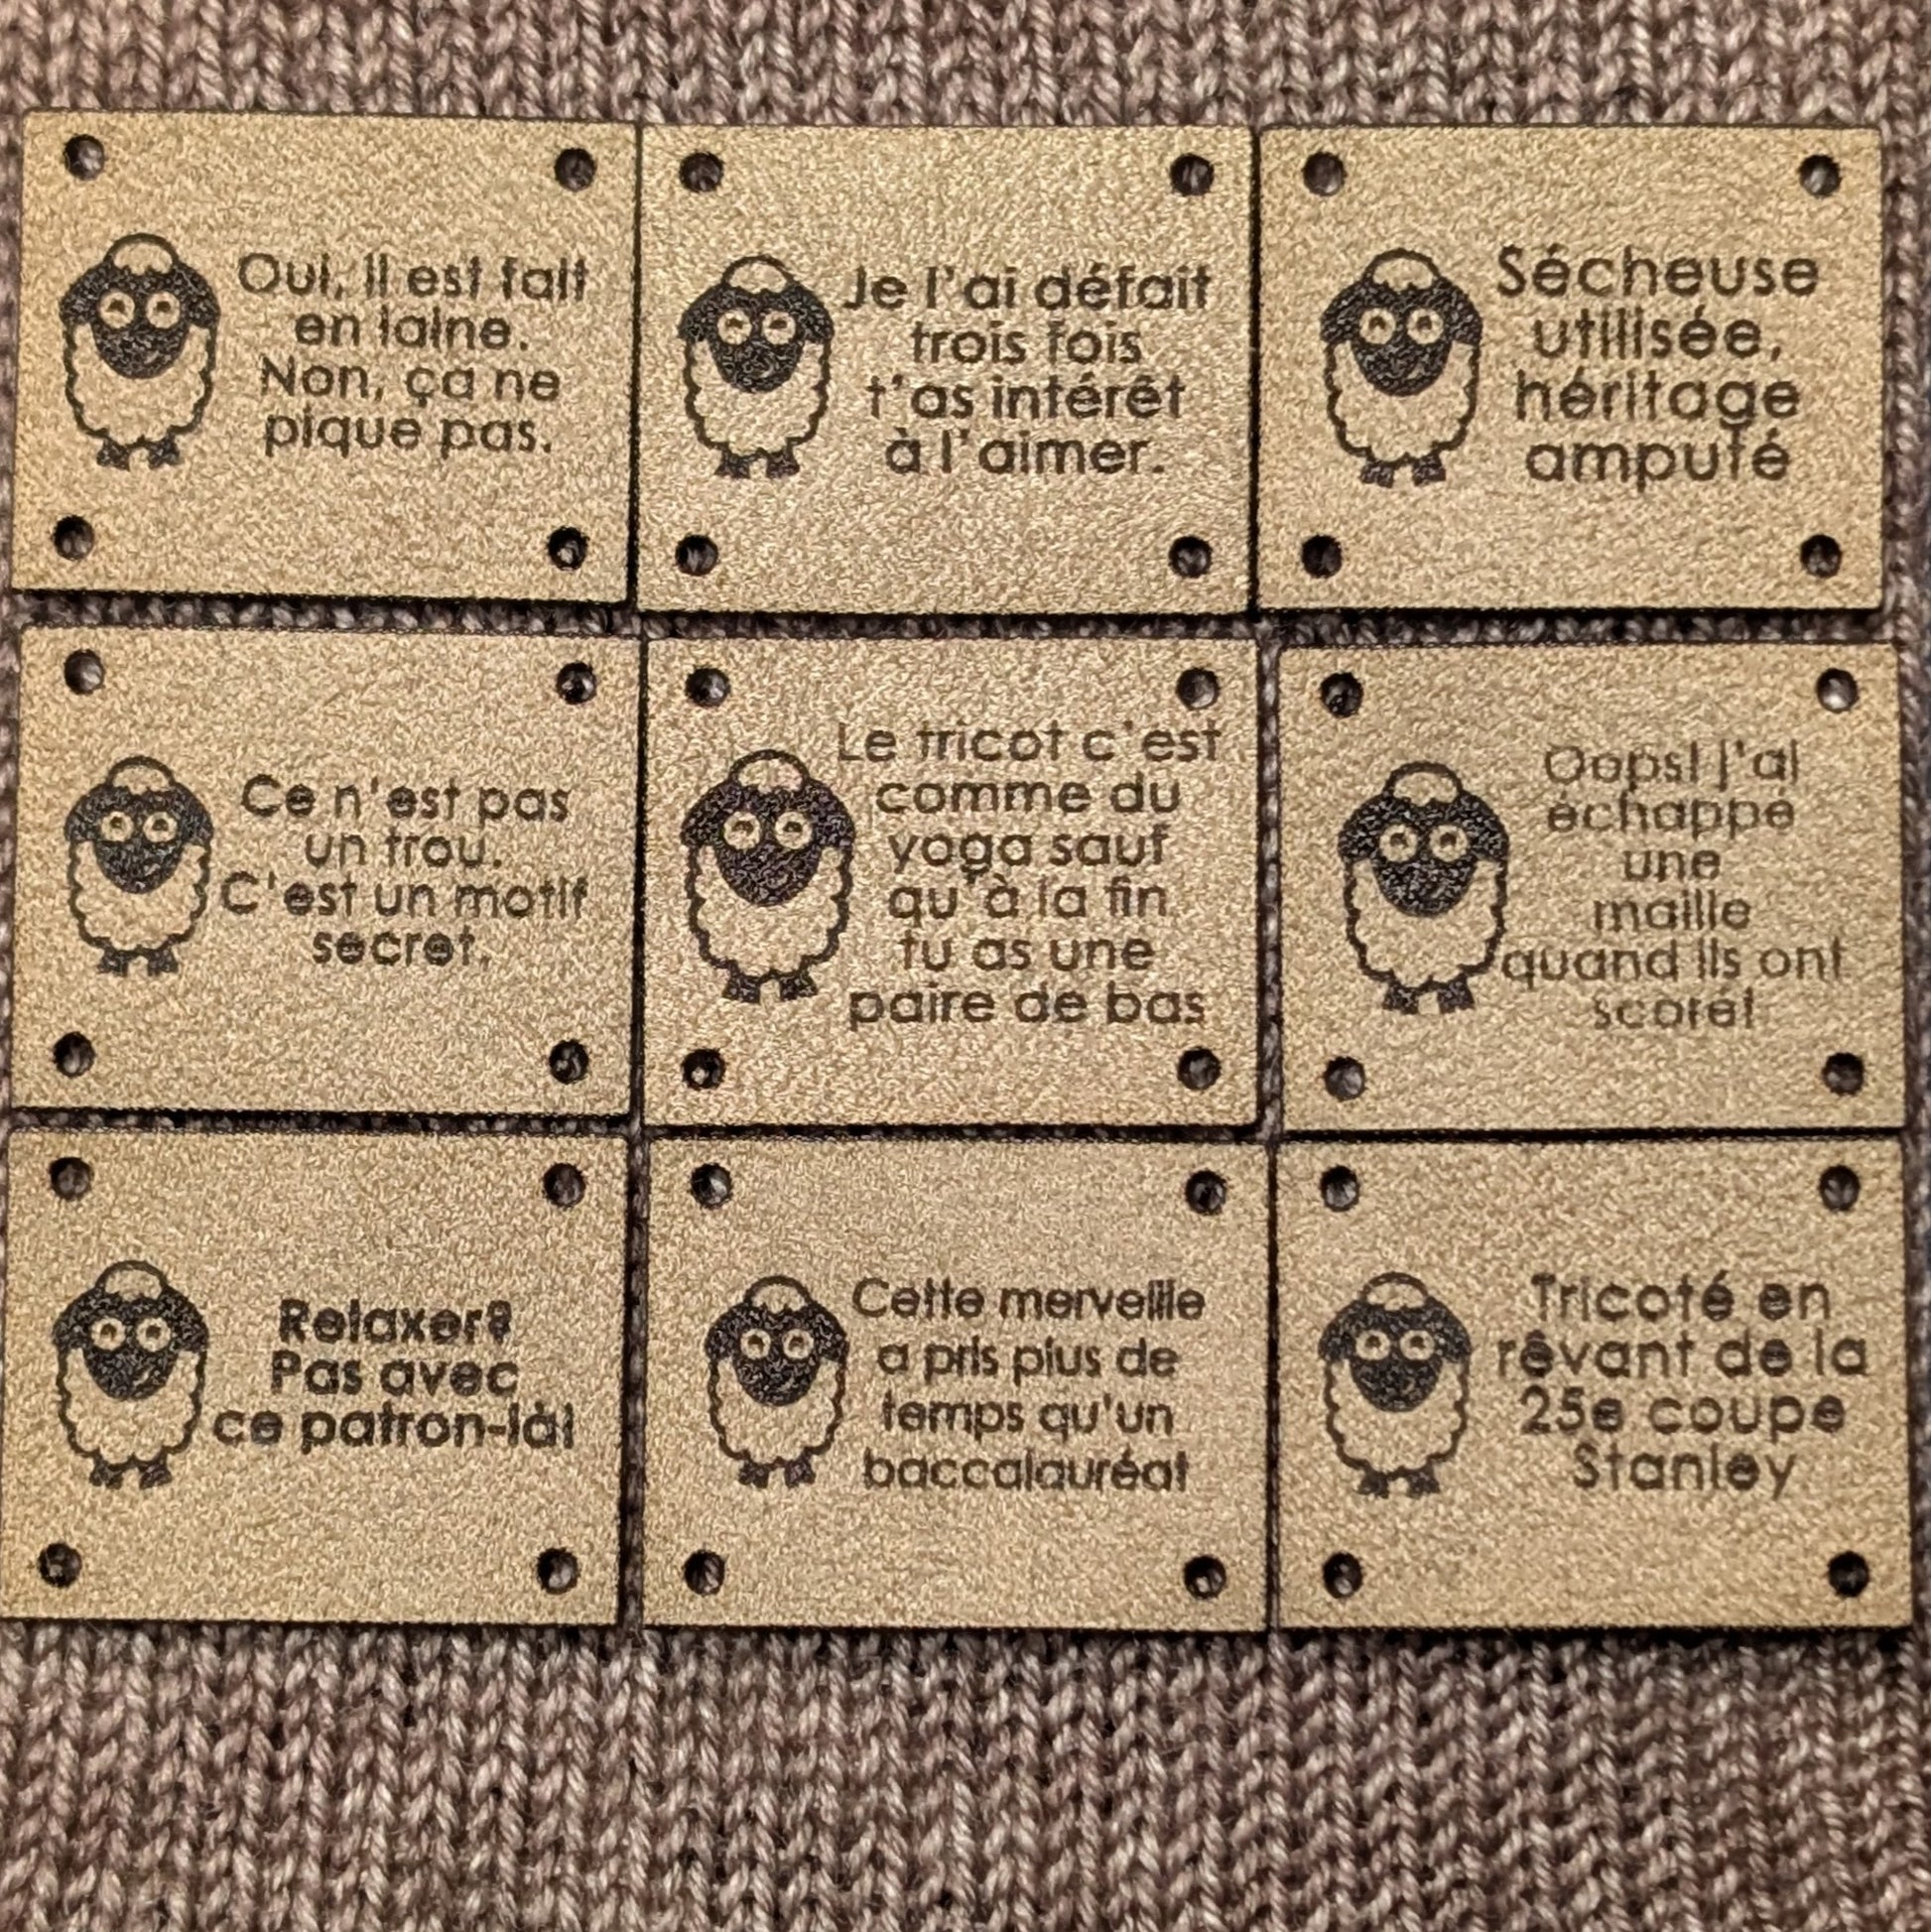 Oui, il est fait
en laine.
Non, ça ne
pique pas.
Je l'ai défait
trois fois
t'as intérêt
à l'aimer.
Sécheuse
utilisée,
héritage
amputé
Ce n'est pas
un trou.
C'est un motif
secret.
Le tricot c'est
comme du
yoga sauf
qu'à la fin
tu as une
paire de bas
Oops! j'ai
échappé
une
maille
quand ils ont
scoré!
Relaxer?
Pas avec
ce patron-là!
Cette merveille
a pris plus de
temps qu'un
baccalauréat
Tricoté en
rêvant de la
25e coupe
Stanley